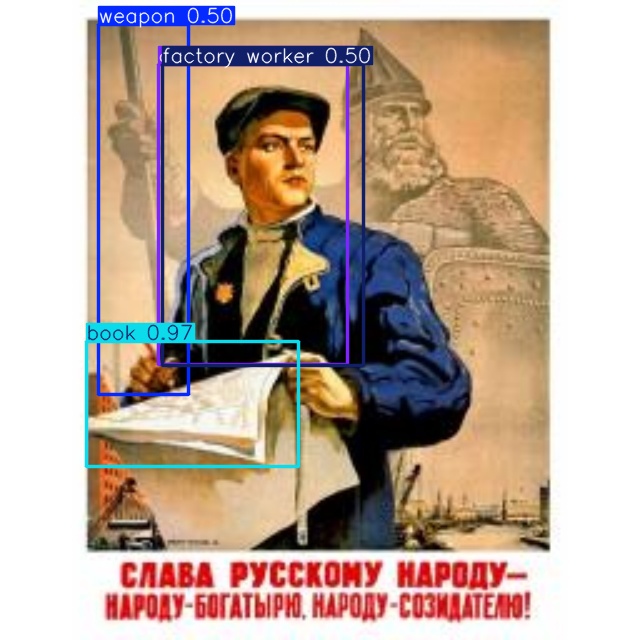 weapon 0.50
factory worker 0.50
book 0.97
СЛАВА РУССКОМУ НАРОДУ—
НАРОДУ-БОГАТЫРЮ, НАРОДУ-СОЗИДАТЕЛЮ!